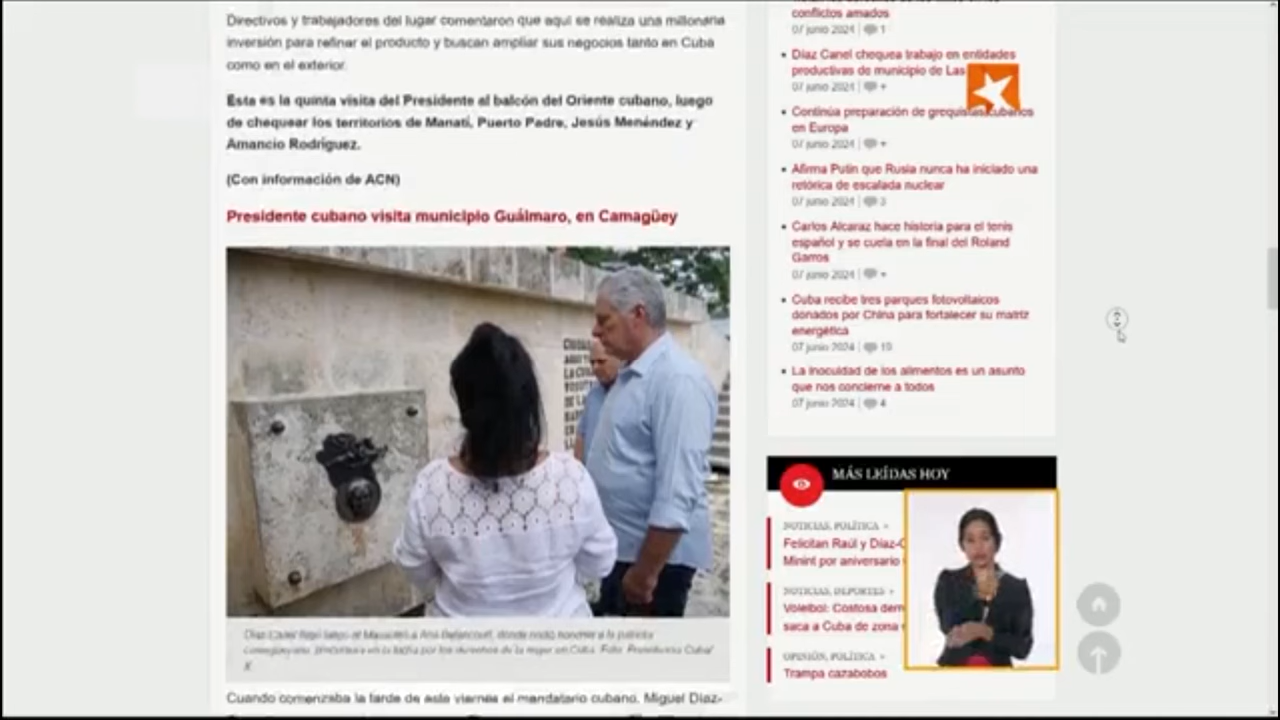 Directivos y trabajadores del lugar comentaron que aquí se realiza una millonaria
inversión para refinar el producto y buscan ampliar sus negocios tanto en Cuba
como en el exterior.
Esta es la quinta visita del Presidente al balcón del Oriente cubano, luego
de chequear los territorios de Manatí, Puerto Padre, Jesús Menéndez y
Amancio Rodríguez.
(Con información de ACN)
Presidente cubano visita municipio Guáimaro, en Camagüey
Cuando comenzaba la tarde de este viernes el mandatario cubano, Miguel Díaz-
conflictos armados
07 junio 2024 | 1
Díaz Canel chequea trabajo en entidades
productivas de municipio de Las
07 junio 2024 | +
Continúa preparación de grequistas cubanos
en Europa
07 junio 2024 | +
Afirma Putin que Rusia nunca ha iniciado una
retórica de escalada nuclear
07 junio 2024 | 3
Carlos Alcaraz hace historia para el tenis
español y se cuela en la final del Roland
Garros
07 junio 2024 | +
Cuba recibe tres parques fotovoltaicos
donados por China para fortalecer su matriz
energética
07 junio 2024 | 19
La inocuidad de los alimentos es un asunto
que nos concierne a todos
07 junio 2024 | 4
MÁS LEÍDAS HOY
NOTICIAS, POLÍTICA »
Felicitan Raúl y Díaz-C
Minint por aniversario
NOTICIAS, DEPORTES »
Voleibol: Costosa derr
saca a Cuba de zona
OPINIÓN, POLÍTICA »
Trampa cazabobos